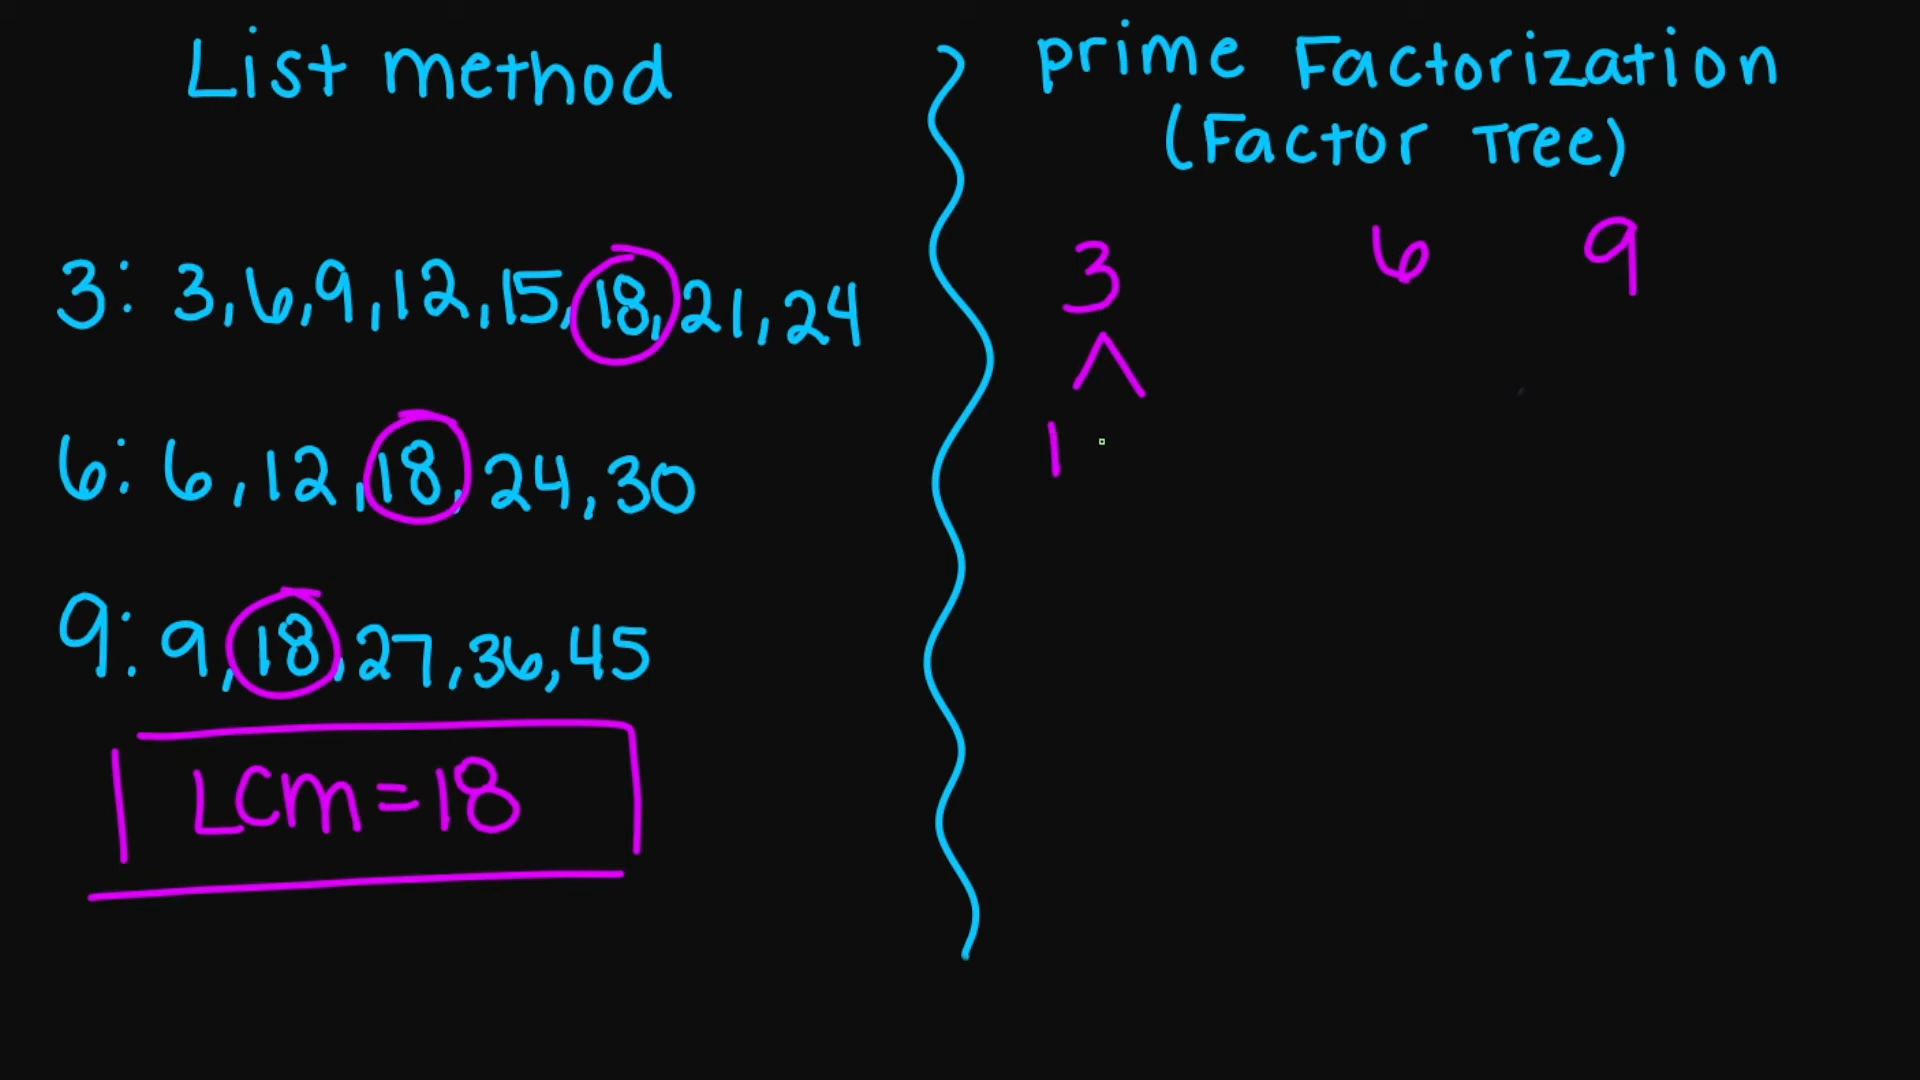 List method
3: 3,6,9,12,15,18,21,24
6: 6,12,18,24,30
9: 9,18,27,36,45
LCM=18
prime Factorization
(Factor Tree)
3 6 9
1